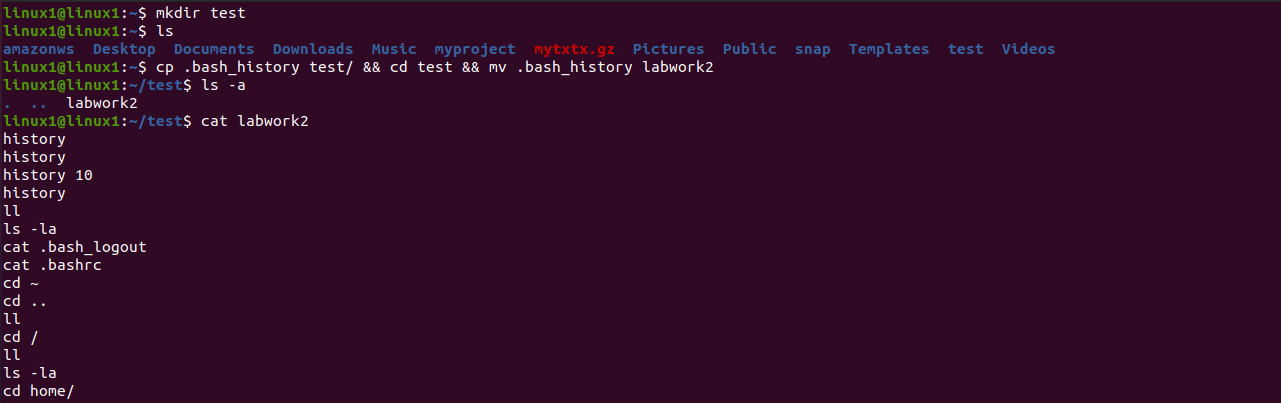 linux1@linux1:~$ mkdir test
linux1@linux1:~$ ls
amazonws  Desktop  Documents  Downloads  Music  myproject  mytxtx.gz  Pictures  Public  snap  Templates  test  Videos
linux1@linux1:~$ cp .bash_history test/ && cd test && mv .bash_history labwork2
linux1@linux1:~/test$ ls -a
.  ..  labwork2
linux1@linux1:~/test$ cat labwork2
history
history
history 10
history
ll
ls -la
cat .bash_logout
cat .bashrc
cd ~
cd ..
ll
cd /
ll
ls -la
cd home/